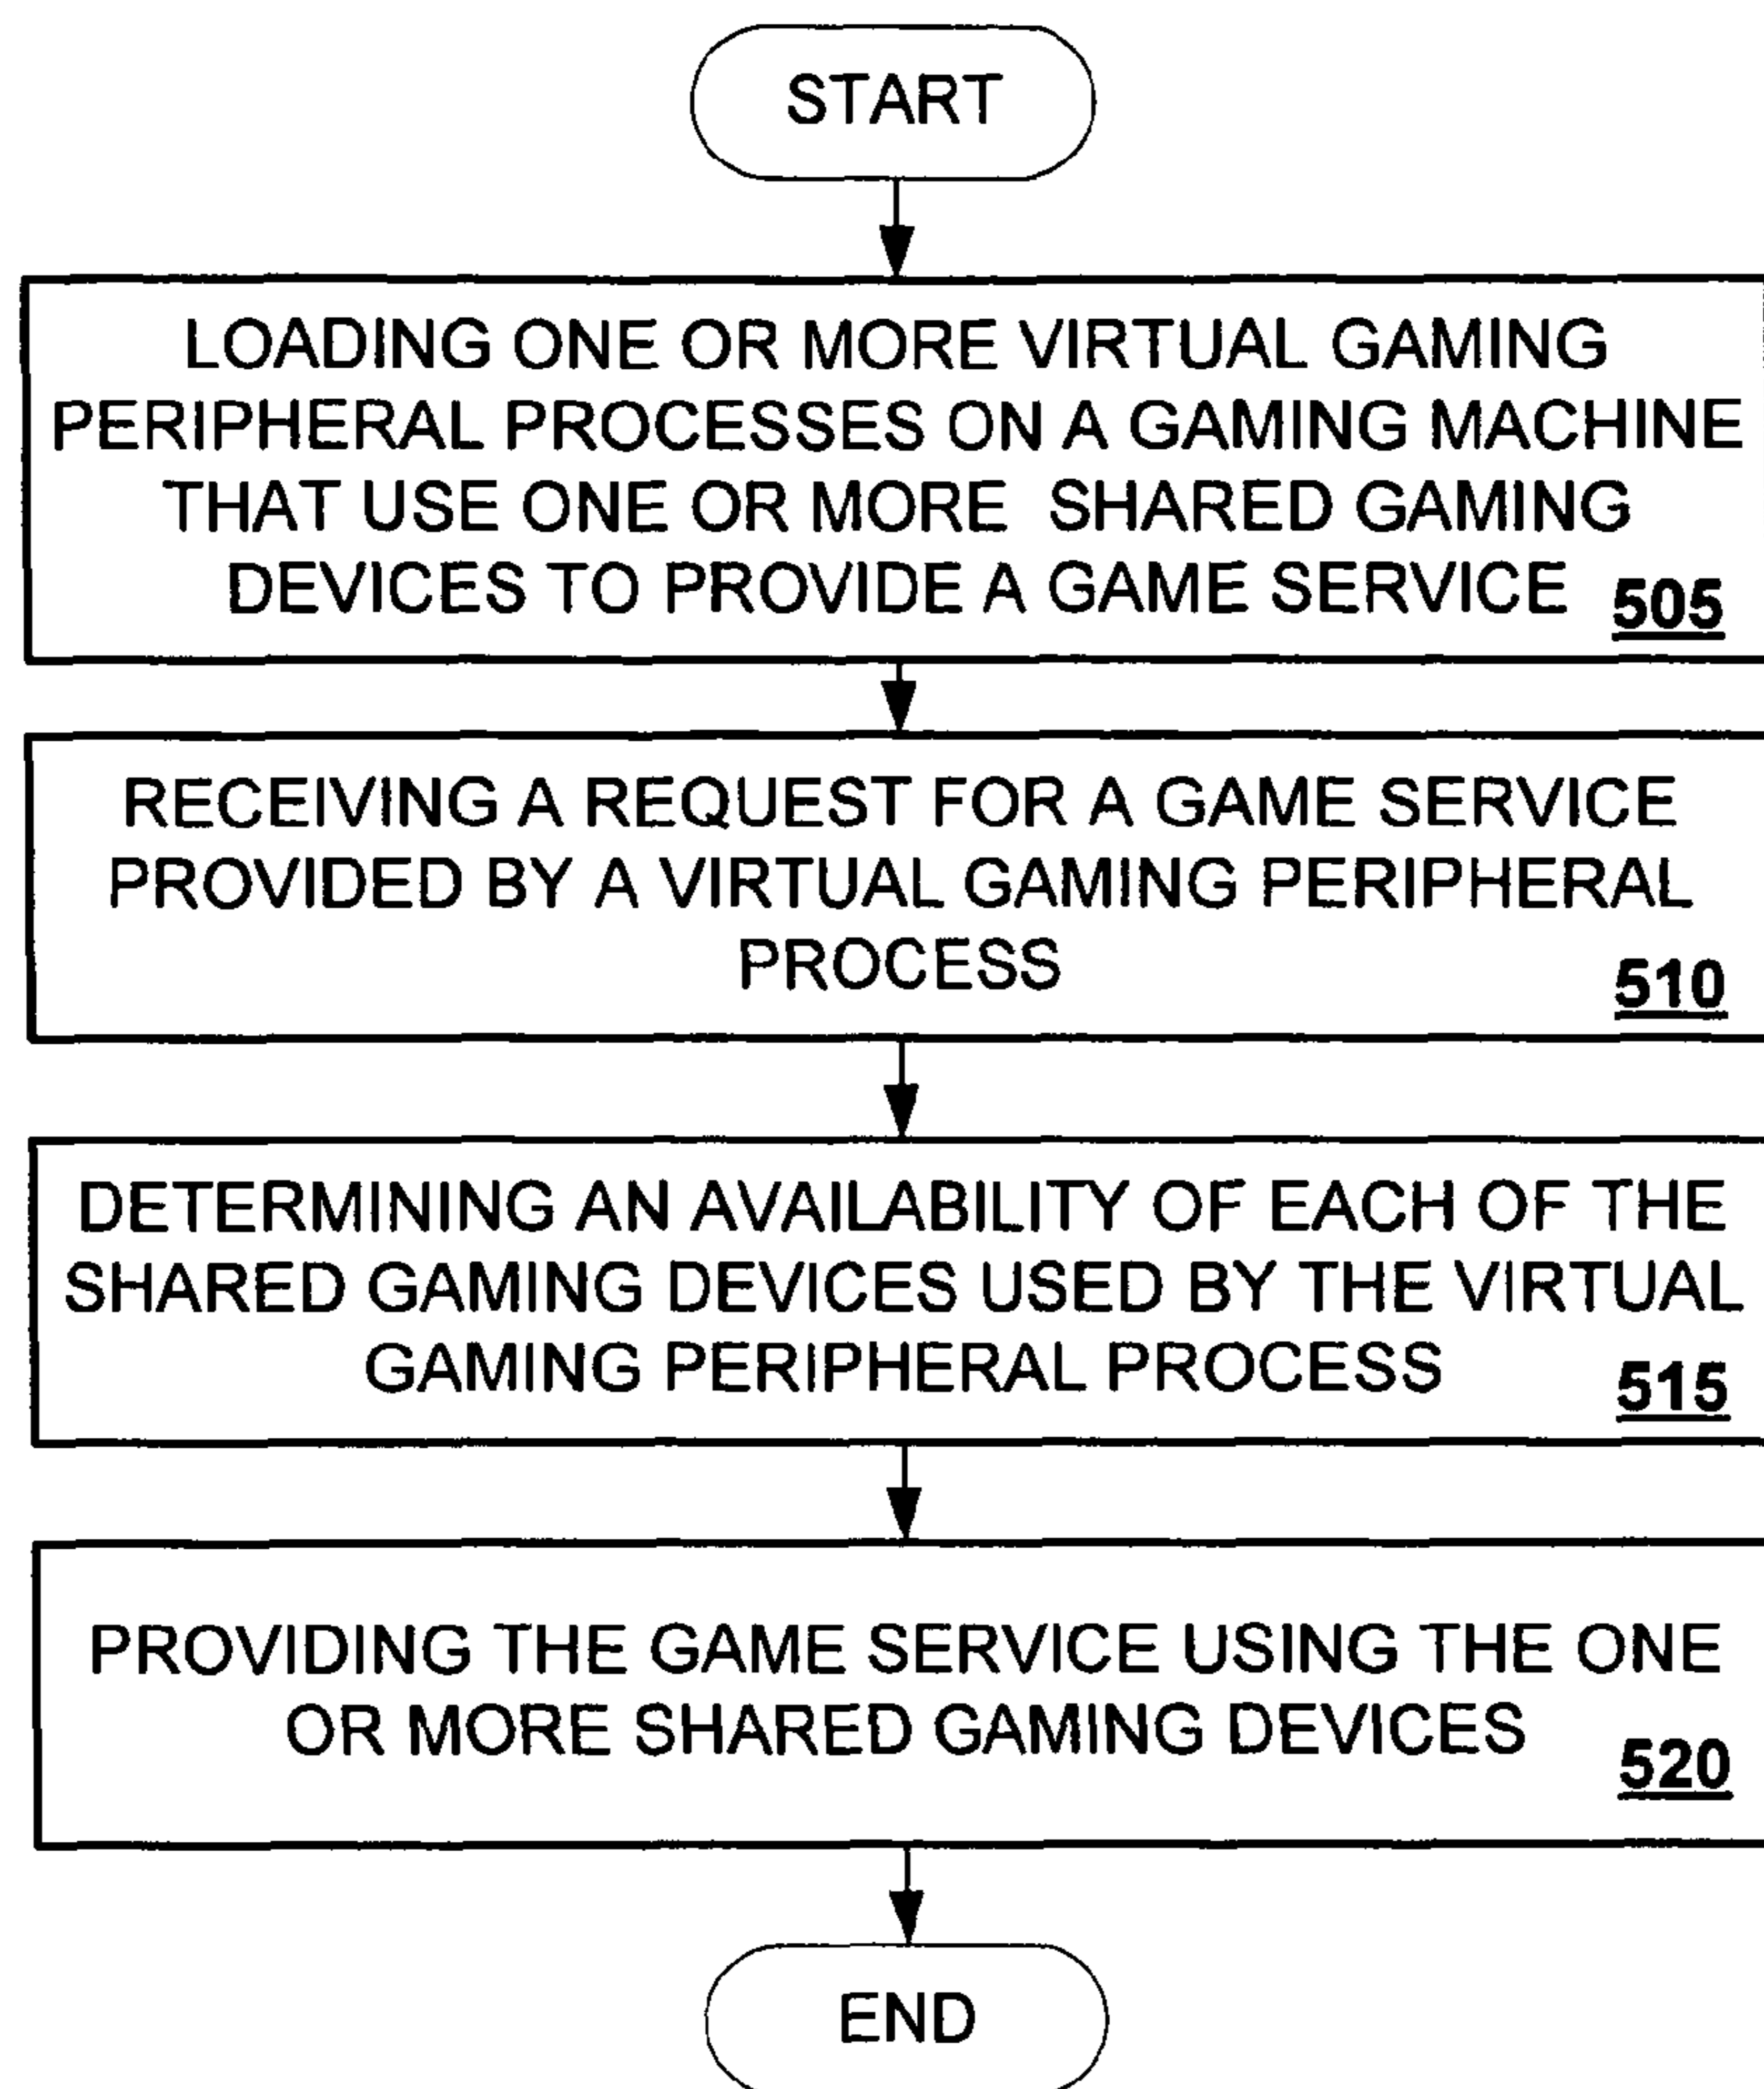 START
LOADING ONE OR MORE VIRTUAL GAMING
PERIPHERAL PROCESSES ON A GAMING MACHINE
THAT USE ONE OR MORE SHARED GAMING
DEVICES TO PROVIDE A GAME SERVICE 505
RECEIVING A REQUEST FOR A GAME SERVICE
PROVIDED BY A VIRTUAL GAMING PERIPHERAL
PROCESS
510
DETERMINING AN AVAILABILITY OF EACH OF THE
SHARED GAMING DEVICES USED BY THE VIRTUAL
GAMING PERIPHERAL PROCESS
515
PROVIDING THE GAME SERVICE USING THE ONE
OR MORE SHARED GAMING DEVICES
520
END